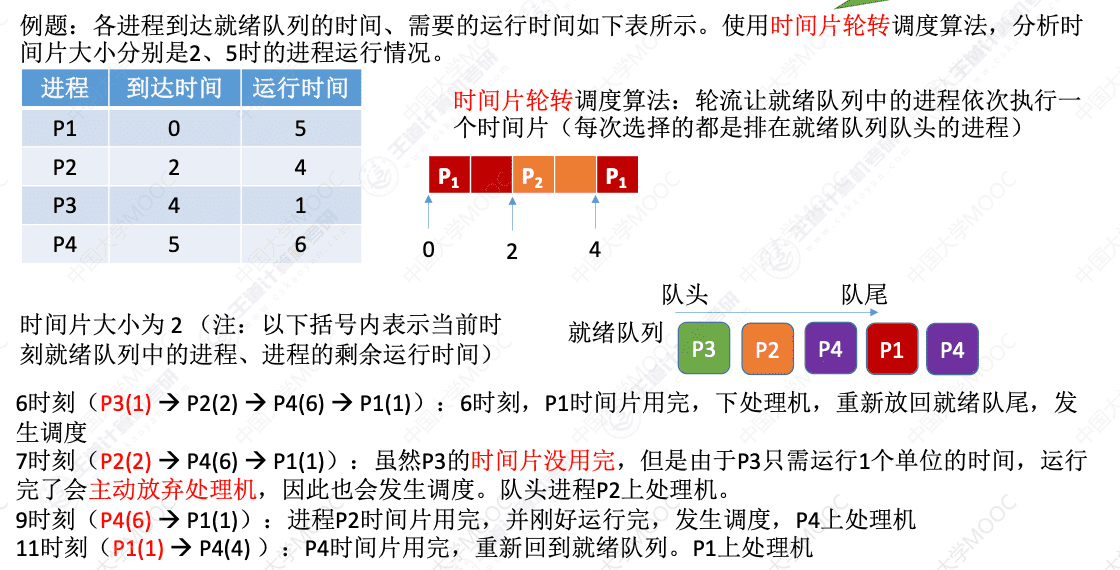 例题：各进程到达就绪队列的时间、需要的运行时间如下表所示。使用时间片轮转调度算法，分析时
间片大小分别是2、5时的进程运行情况。
进程 到达时间 运行时间
P1 0 5
P2 2 4
P3 4 1
P4 5 6
时间片轮转调度算法：轮流让就绪队列中的进程依次执行一
个时间片（每次选择的都是排在就绪队列队头的进程）
P1 P2 P1
0 2 4
时间片大小为 2 （注：以下括号内表示当前时
刻就绪队列中的进程、进程的剩余运行时间）
队头 队尾
就绪队列 P3 P2 P4 P1 P4
6时刻（P3(1) → P2(2) → P4(6) → P1(1)）：6时刻，P1时间片用完，下处理机，重新放回就绪队尾，发
生调度
7时刻（P2(2) → P4(6) → P1(1)）：虽然P3的时间片没用完，但是由于P3只需运行1个单位的时间，运行
完了会主动放弃处理机，因此也会发生调度。队头进程P2上处理机。
9时刻（P4(6) → P1(1)）：进程P2时间片用完，并刚好运行完，发生调度，P4上处理机
11时刻（P1(1) → P4(4) ）：P4时间片用完，重新回到就绪队列。P1上处理机
中国大学MOOC
王道计算机考研